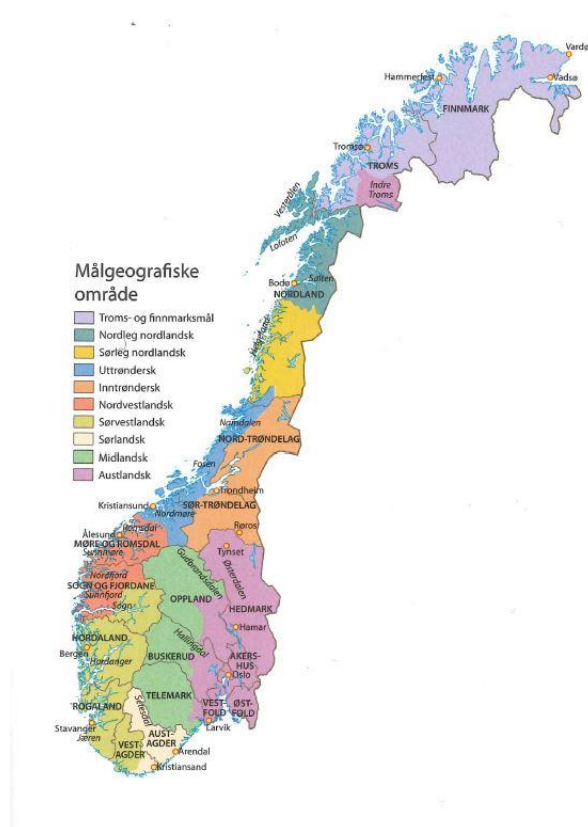 Vardø
Hammerfest
Vadsø
FINNMARK
Tromsø
TROMS
Indre
Troms
Vesterålen
Lofoten
Målgeografiske
område
Bodø
Salten
NORDLAND
Troms- og finnmarksmål
Nordleg nordlandsk
Sørleg nordlandsk
Helgeland
Uttrøndersk
Inntrøndersk
Nordvestlandsk
Sørvestlandsk
Sørlandsk
Midlandsk
Austlandsk
Namdalen
NORD-TRØNDELAG
Fosen
Trondheim
Kristiansund
SØR-TRØNDELAG
Nordmøre
Romsdal
Røros
Ålesund
MØRE OG ROMSDAL
Sunnmøre
Tynset
Nordfjord
Gudbrandsdalen
Østerdalen
SOGN OG FJORDANE
Sunnfjord
OPPLAND
Sogn
HEDMARK
Hallingdal
Hamar
HORDALAND
Bergen
Hardanger
BUSKERUD
AKERS-
HUS
Oslo
TELEMARK
Setesdal
ROGALAND
VEST-
FOLD
ØST-
FOLD
Stavanger
Jæren
Larvik
AUST-
AGDER
VEST-
AGDER
Arendal
Kristiansand